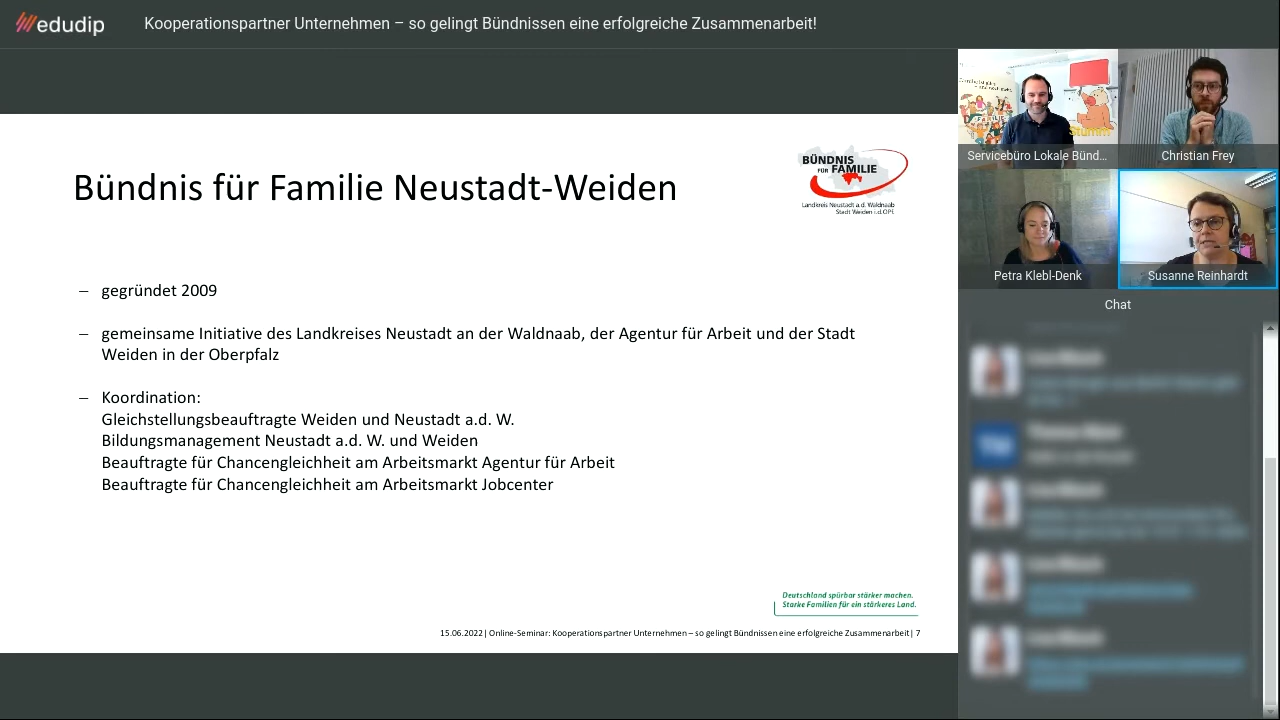 edudip
Kooperationspartner Unternehmen – so gelingt Bündnissen eine erfolgreiche Zusammenarbeit!
Bündnis für Familie Neustadt-Weiden
BÜNDNIS
FÜR FAMILIE
Landkreis Neustadt a.d. Waldnaab
Stadt Weiden i.d.OPf.
– gegründet 2009
– gemeinsame Initiative des Landkreises Neustadt an der Waldnaab, der Agentur für Arbeit und der Stadt
Weiden in der Oberpfalz
– Koordination:
Gleichstellungsbeauftragte Weiden und Neustadt a.d. W.
Bildungsmanagement Neustadt a.d. W. und Weiden
Beauftragte für Chancengleichheit am Arbeitsmarkt Agentur für Arbeit
Beauftragte für Chancengleichheit am Arbeitsmarkt Jobcenter
Deutschland spürbar stärker machen.
Starke Familien für ein stärkeres Land.
15.06.2022 | Online-Seminar: Kooperationspartner Unternehmen – so gelingt Bündnissen eine erfolgreiche Zusammenarbeit | 7
Servicebüro Lokale Bünd...
Christian Frey
Petra Klebl-Denk
Susanne Reinhardt
Chat